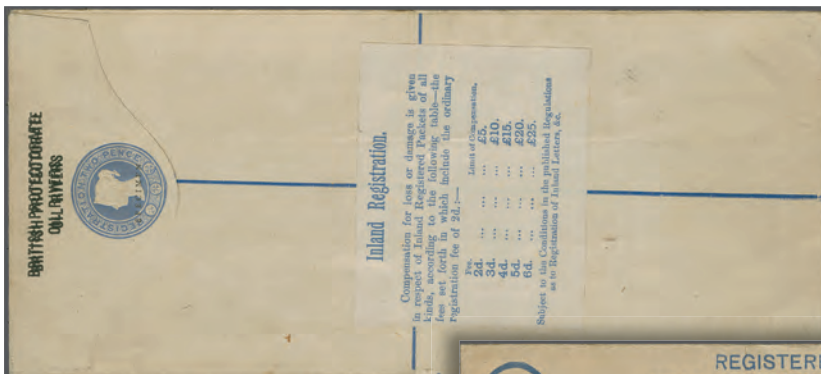 BRITISH PROTECTORATE
OIL RIVERS
REGISTRATION TWO PENCE
Inland Registration.
Compensation for loss or damage is given
in respect of Inland Registered Packets of all
kinds, according to the following table—the
fees set forth in which include the ordinary
registration fee of 2d.:—
Fee. Limit of Compensation.
2d. ... ... ... £5.
3d. ... ... ... £10.
4d. ... ... ... £15.
5d. ... ... ... £20.
6d. ... ... ... £25.
Subject to the Conditions in the published Regulations
as to Registration of Inland Letters, &c.
REGISTERE